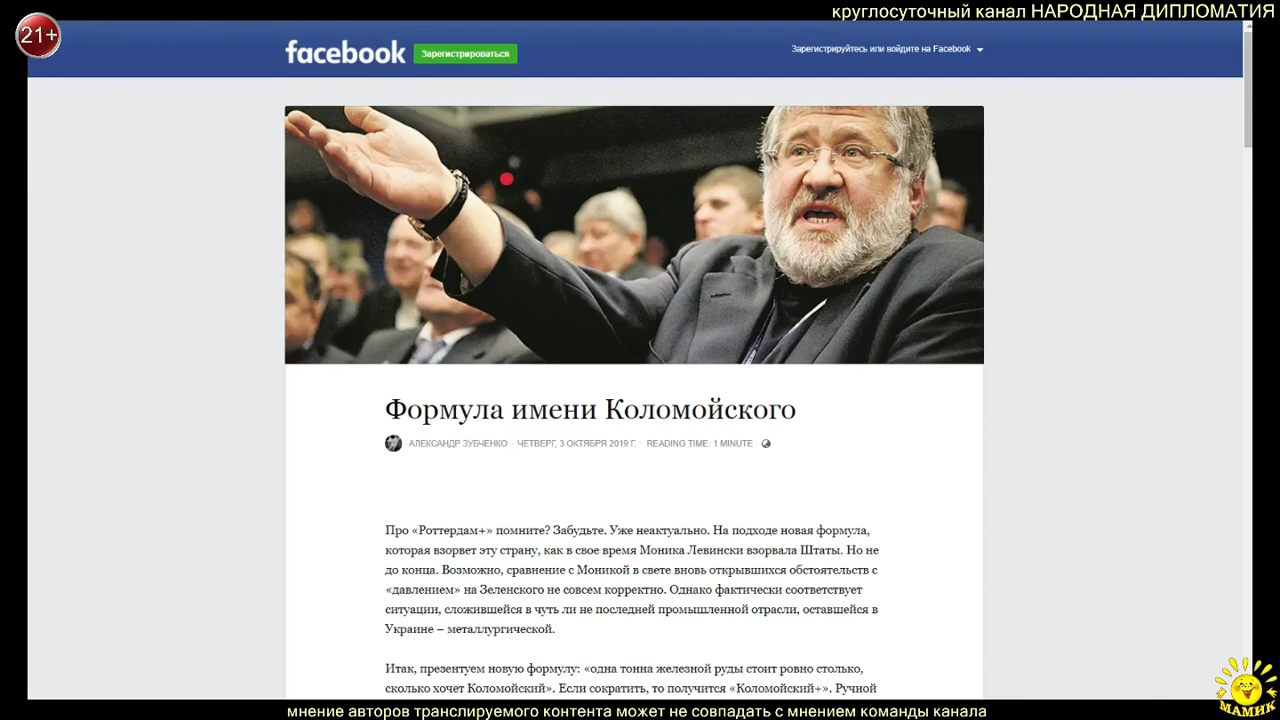 круглосуточный канал НАРОДНАЯ ДИПЛОМАТИЯ
21+
facebook
Зарегистрироваться
Зарегистрируйтесь или войдите на Facebook
Формула имени Коломойского
АЛЕКСАНДР ЗУБЧЕНКО · ЧЕТВЕРГ, 3 ОКТЯБРЯ 2019 Г. · READING TIME: 1 MINUTE
Про «Роттердам+» помните? Забудьте. Уже неактуально. На подходе новая формула,
которая взорвет эту страну, как в свое время Моника Левински взорвала Штаты. Но не
до конца. Возможно, сравнение с Моникой в свете вновь открывшихся обстоятельств с
«давлением» на Зеленского не совсем корректно. Однако фактически соответствует
ситуации, сложившейся в чуть ли не последней промышленной отрасли, оставшейся в
Украине – металлургической.
Итак, презентуем новую формулу: «одна тонна железной руды стоит ровно столько,
сколько хочет Коломойский». Если сократить, то получится «Коломойский+». Ручной
МАМИК
мнение авторов транслируемого контента может не совпадать с мнением команды канала